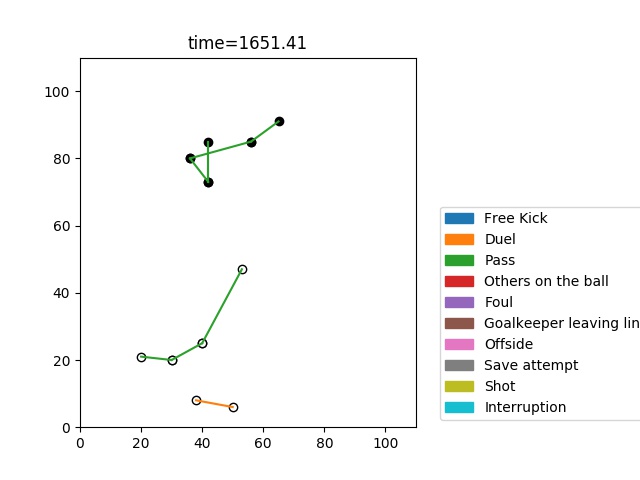 time=1651.41
100
80
60
40
20
0
0 20 40 60 80 100
Free Kick
Duel
Pass
Others on the ball
Foul
Goalkeeper leaving lin
Offside
Save attempt
Shot
Interruption